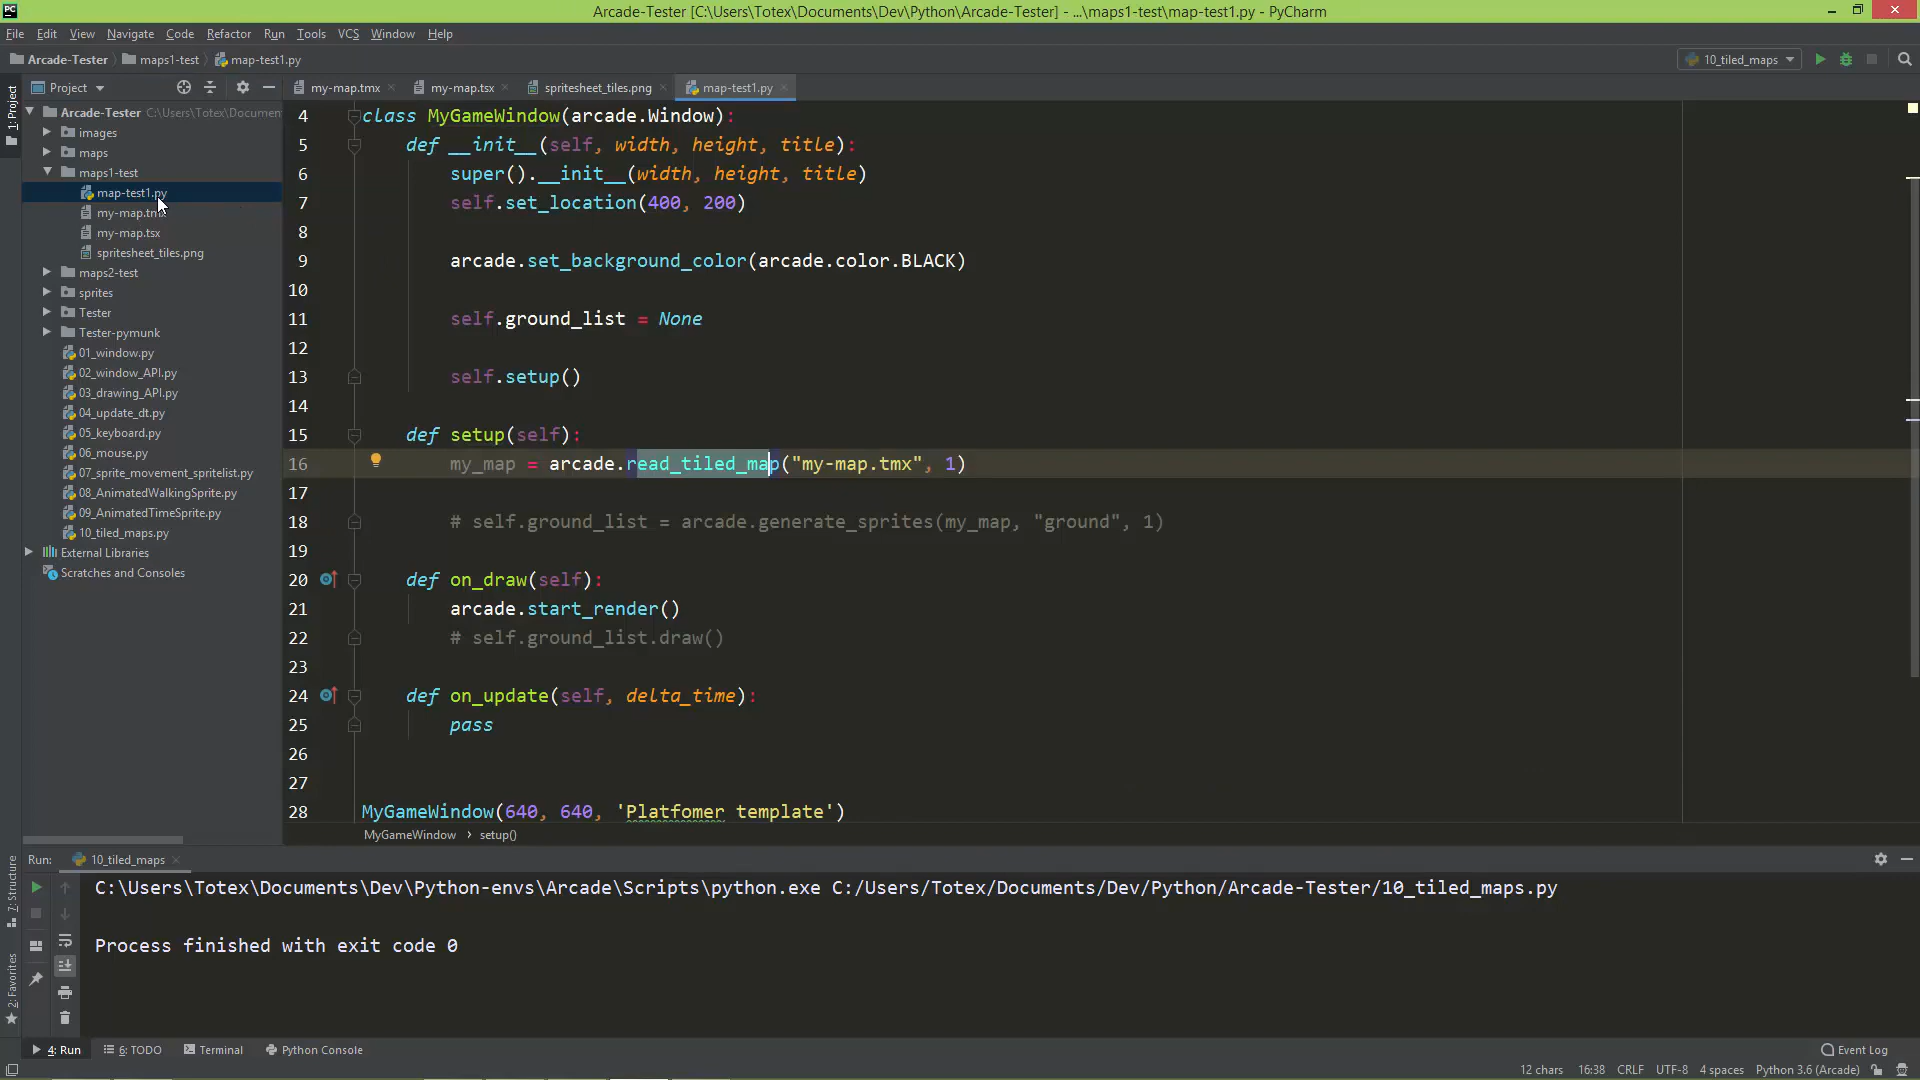 PC
Arcade-Tester [C:\Users\Totex\Documents\Dev\Python\Arcade-Tester] - ...\maps1-test\map-test1.py - PyCharm
File Edit View Navigate Code Refactor Run Tools VCS Window Help
Arcade-Tester maps1-test map-test1.py
10_tiled_maps
1: Project
Project
my-map.tmx my-map.tsx spritesheet_tiles.png map-test1.py
Arcade-Tester C:\Users\Totex\Documen
images
maps
maps1-test
map-test1.py
my-map.tmx
my-map.tsx
spritesheet_tiles.png
maps2-test
sprites
Tester
Tester-pymunk
01_window.py
02_window_API.py
03_drawing_API.py
04_update_dt.py
05_keyboard.py
06_mouse.py
07_sprite_movement_spritelist.py
08_AnimatedWalkingSprite.py
09_AnimatedTimeSprite.py
10_tiled_maps.py
External Libraries
Scratches and Consoles
4 class MyGameWindow(arcade.Window):
5 def __init__(self, width, height, title):
6 super().__init__(width, height, title)
7 self.set_location(400, 200)
8
9 arcade.set_background_color(arcade.color.BLACK)
10
11 self.ground_list = None
12
13 self.setup()
14
15 def setup(self):
16 my_map = arcade.read_tiled_map("my-map.tmx", 1)
17
18 # self.ground_list = arcade.generate_sprites(my_map, "ground", 1)
19
20 def on_draw(self):
21 arcade.start_render()
22 # self.ground_list.draw()
23
24 def on_update(self, delta_time):
25 pass
26
27
28 MyGameWindow(640, 640, 'Platfomer template')
MyGameWindow › setup()
7: Structure
2: Favorites
Run: 10_tiled_maps
C:\Users\Totex\Documents\Dev\Python-envs\Arcade\Scripts\python.exe C:/Users/Totex/Documents/Dev/Python/Arcade-Tester/10_tiled_maps.py
Process finished with exit code 0
4: Run 6: TODO Terminal Python Console
Event Log
12 chars 16:38 CRLF UTF-8 4 spaces Python 3.6 (Arcade)